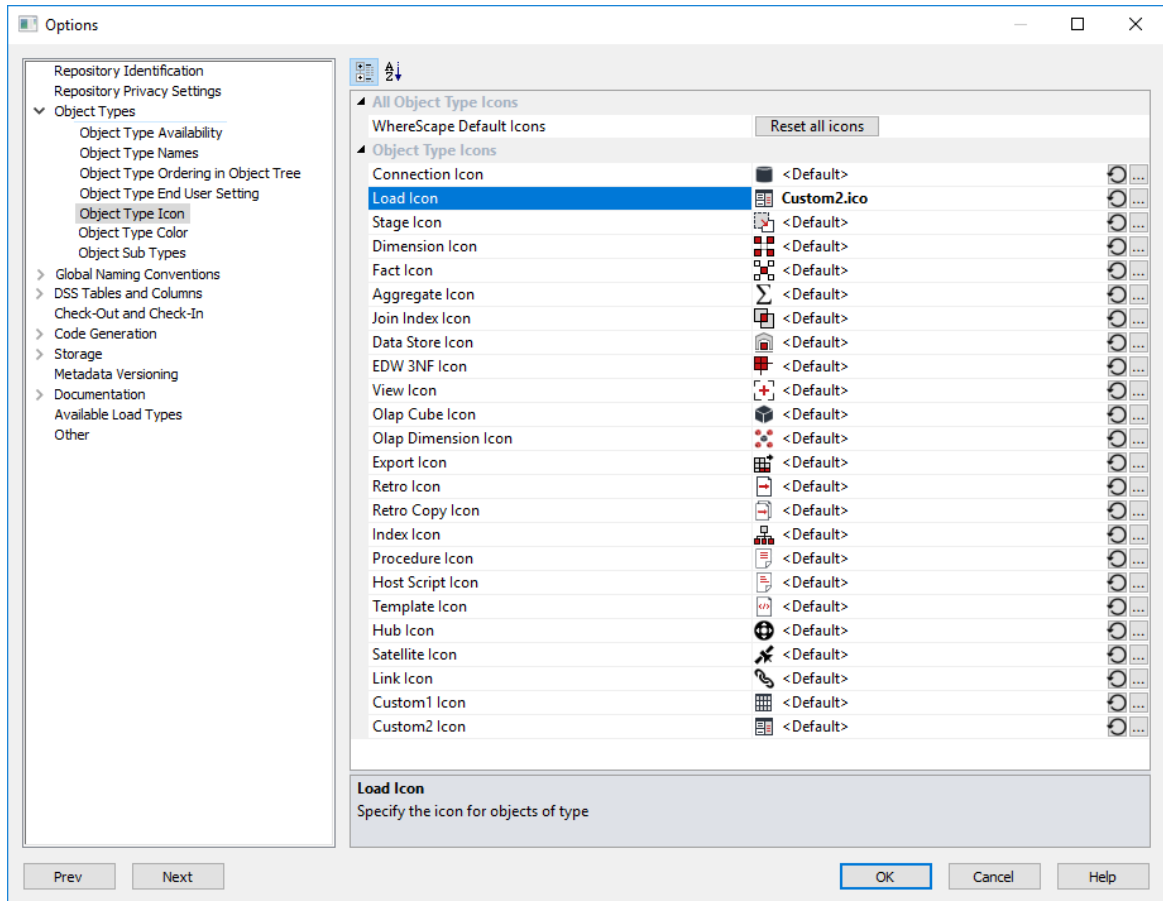 Options
Repository Identification
Repository Privacy Settings
Object Types
Object Type Availability
Object Type Names
Object Type Ordering in Object Tree
Object Type End User Setting
Object Type Icon
Object Type Color
Object Sub Types
Global Naming Conventions
DSS Tables and Columns
Check-Out and Check-In
Code Generation
Storage
Metadata Versioning
Documentation
Available Load Types
Other
All Object Type Icons
WhereScape Default Icons Reset all icons
Object Type Icons
Connection Icon <Default> ...
Load Icon Custom2.ico ...
Stage Icon <Default> ...
Dimension Icon <Default> ...
Fact Icon <Default> ...
Aggregate Icon <Default> ...
Join Index Icon <Default> ...
Data Store Icon <Default> ...
EDW 3NF Icon <Default> ...
View Icon <Default> ...
Olap Cube Icon <Default> ...
Olap Dimension Icon <Default> ...
Export Icon <Default> ...
Retro Icon <Default> ...
Retro Copy Icon <Default> ...
Index Icon <Default> ...
Procedure Icon <Default> ...
Host Script Icon <Default> ...
Template Icon <Default> ...
Hub Icon <Default> ...
Satellite Icon <Default> ...
Link Icon <Default> ...
Custom1 Icon <Default> ...
Custom2 Icon <Default> ...
Load Icon
Specify the icon for objects of type
Prev Next OK Cancel Help